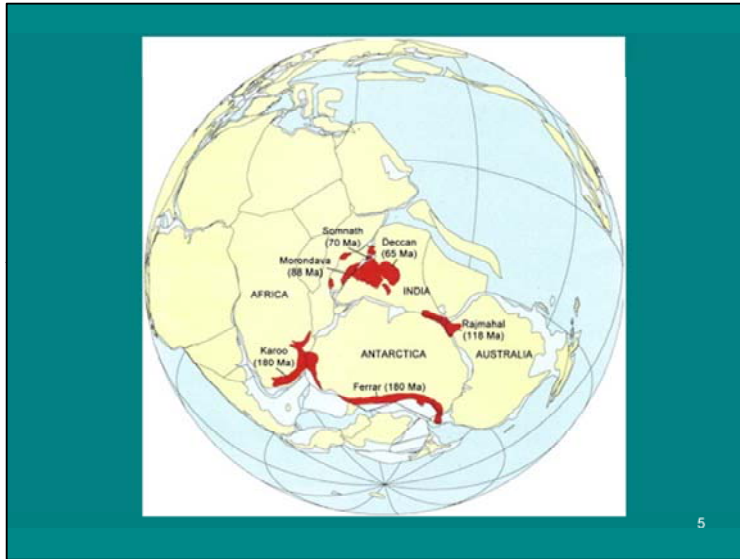 Somnath
(70 Ma)
Deccan
(65 Ma)
Morondava
(88 Ma)
AFRICA
INDIA
Rajmahal
(118 Ma)
Karoo
(180 Ma)
ANTARCTICA
AUSTRALIA
Ferrar (180 Ma)
5